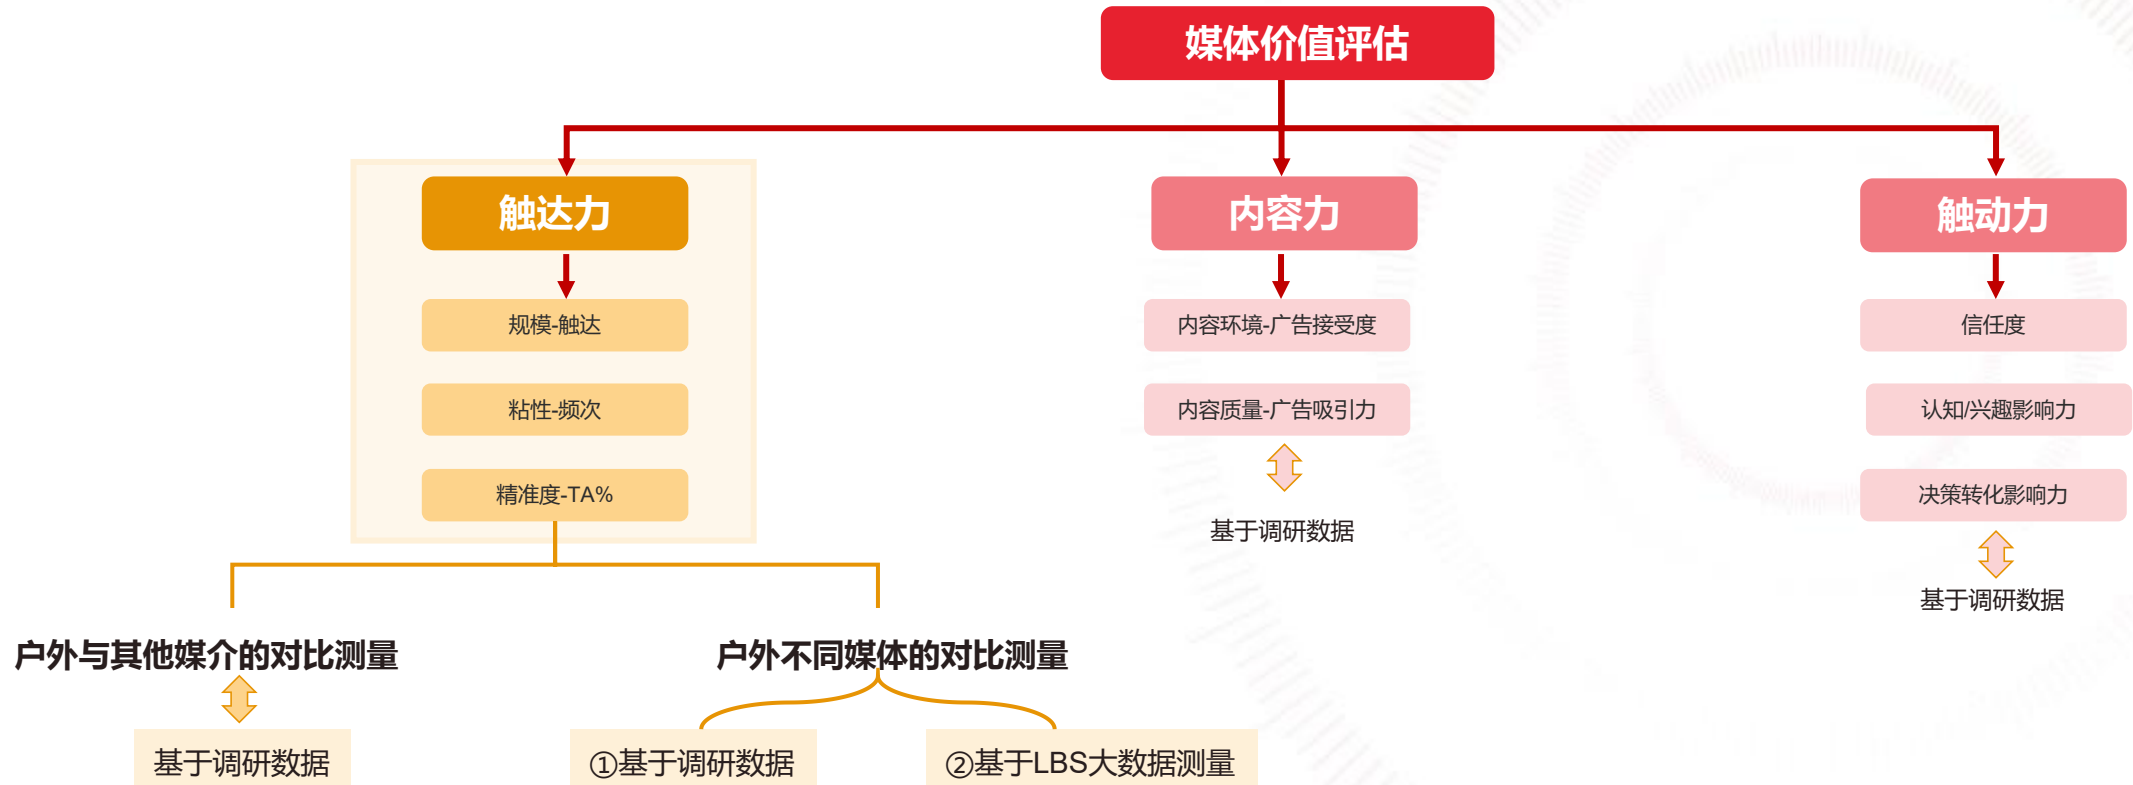 媒体价值评估
触达力
内容力
触动力
规模-触达
内容环境-广告接受度
信任度
粘性-频次
内容质量-广告吸引力
认知/兴趣影响力
精准度-TA%
决策转化影响力
基于调研数据
基于调研数据
户外与其他媒介的对比测量
户外不同媒体的对比测量
基于调研数据
①基于调研数据
②基于LBS大数据测量